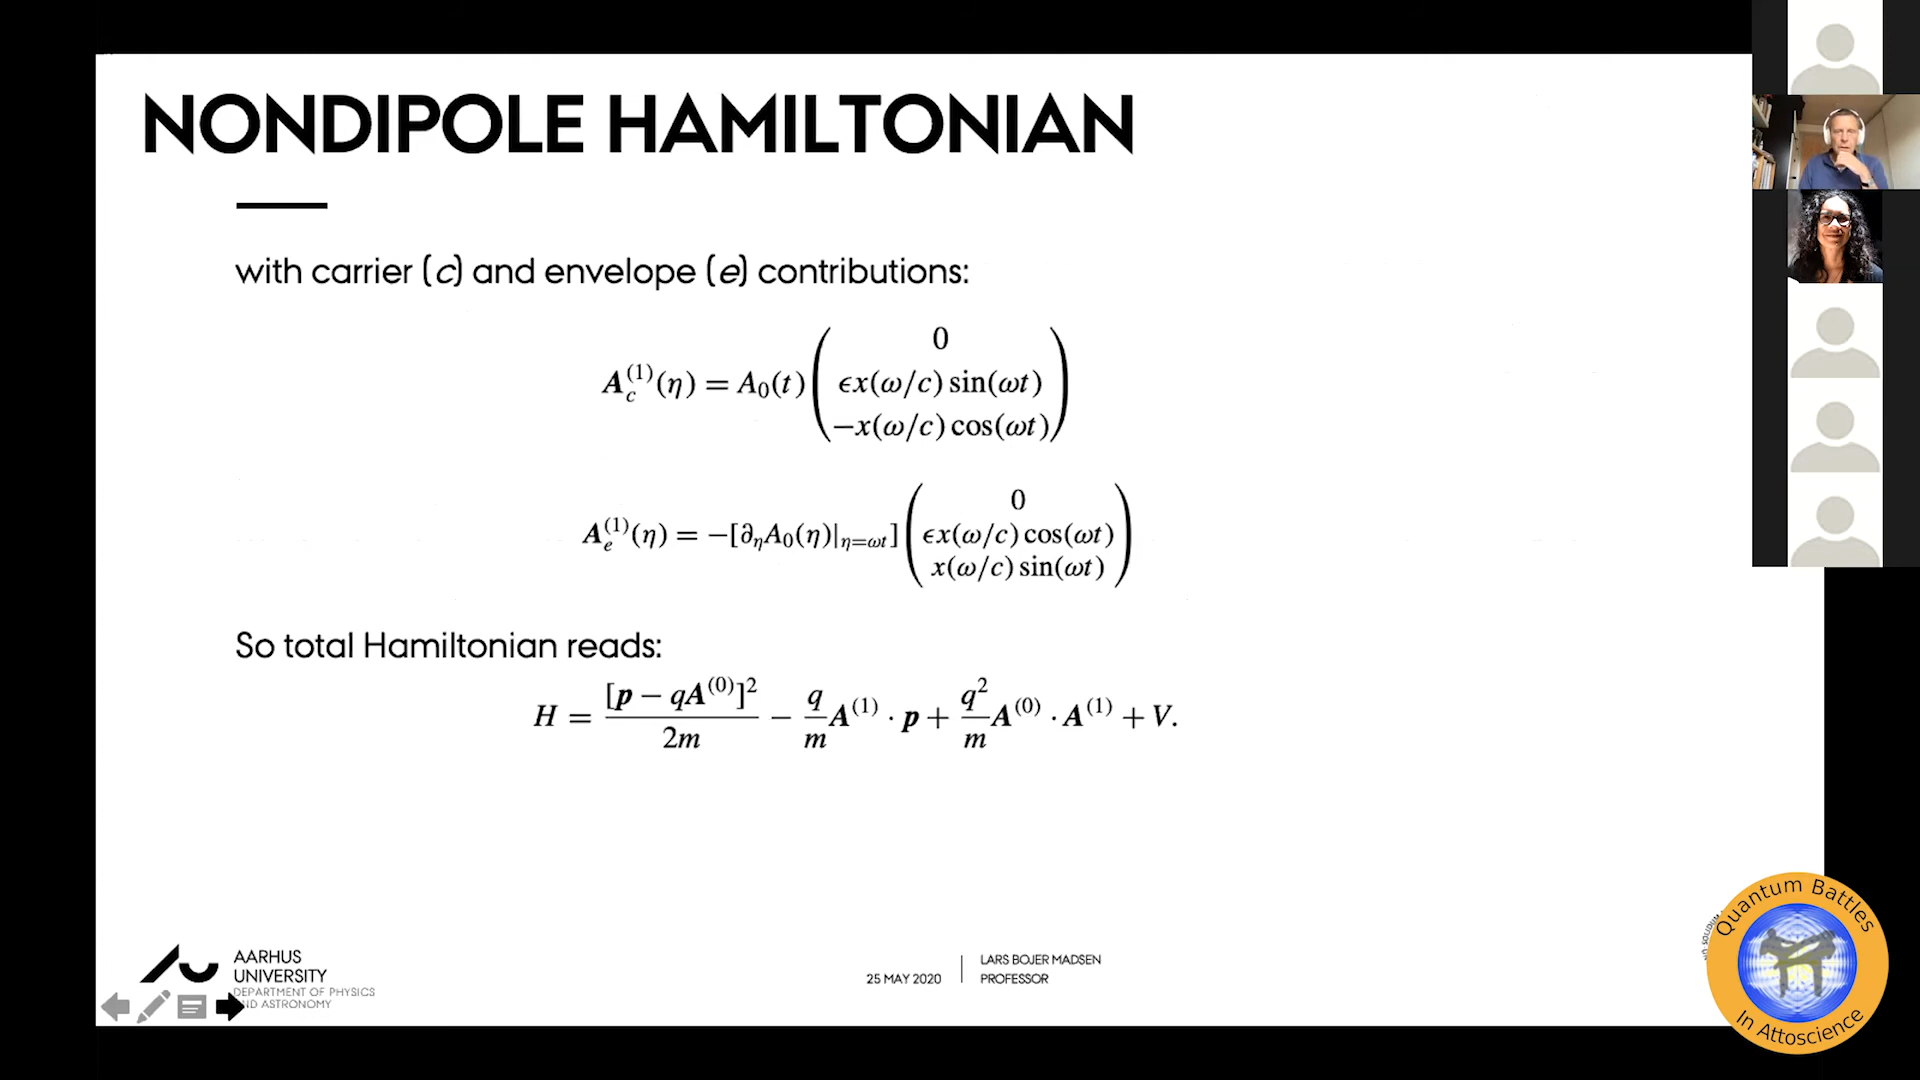 NONDIPOLE HAMILTONIAN
with carrier (c) and envelope (e) contributions:
A_c^{(1)}(η) = A_0(t) ( 0
ϵx(ω/c) sin(ωt)
−x(ω/c) cos(ωt) )
A_e^{(1)}(η) = −[∂_η A_0(η)|_{η=ωt}] ( 0
ϵx(ω/c) cos(ωt)
x(ω/c) sin(ωt) )
So total Hamiltonian reads:
H = [p − qA^{(0)}]^2 / 2m − q/m A^{(1)} · p + q^2/m A^{(0)} · A^{(1)} + V.
AARHUS
UNIVERSITY
DEPARTMENT OF PHYSICS
ND ASTRONOMY
25 MAY 2020
LARS BOJER MADSEN
PROFESSOR
Quantum Battles
In Attoscience